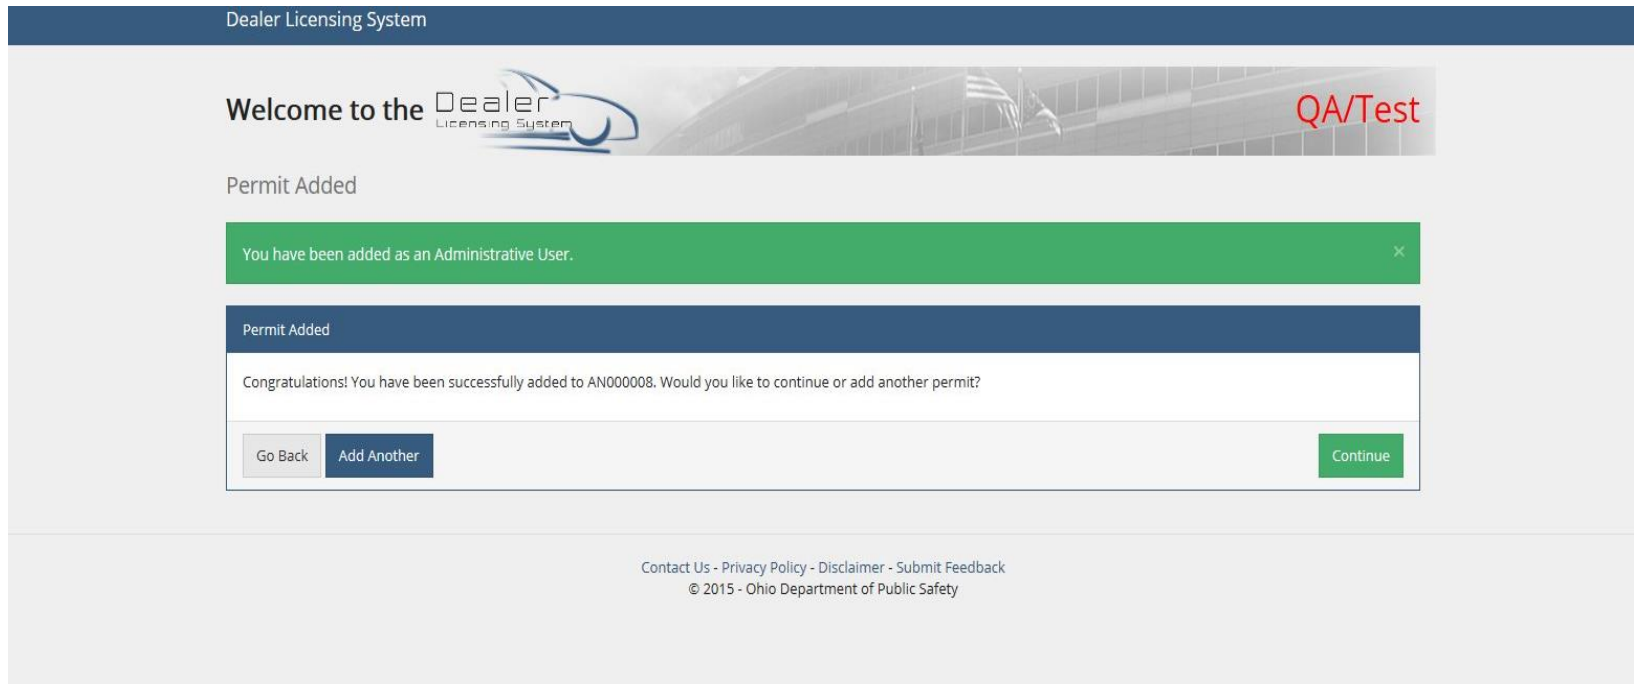 Dealer Licensing System
Welcome to the Dealer
Licensing System
QA/Test
Permit Added
You have been added as an Administrative User.
×
Permit Added
Congratulations! You have been successfully added to AN000008. Would you like to continue or add another permit?
Go Back Add Another Continue
Contact Us - Privacy Policy - Disclaimer - Submit Feedback
© 2015 - Ohio Department of Public Safety